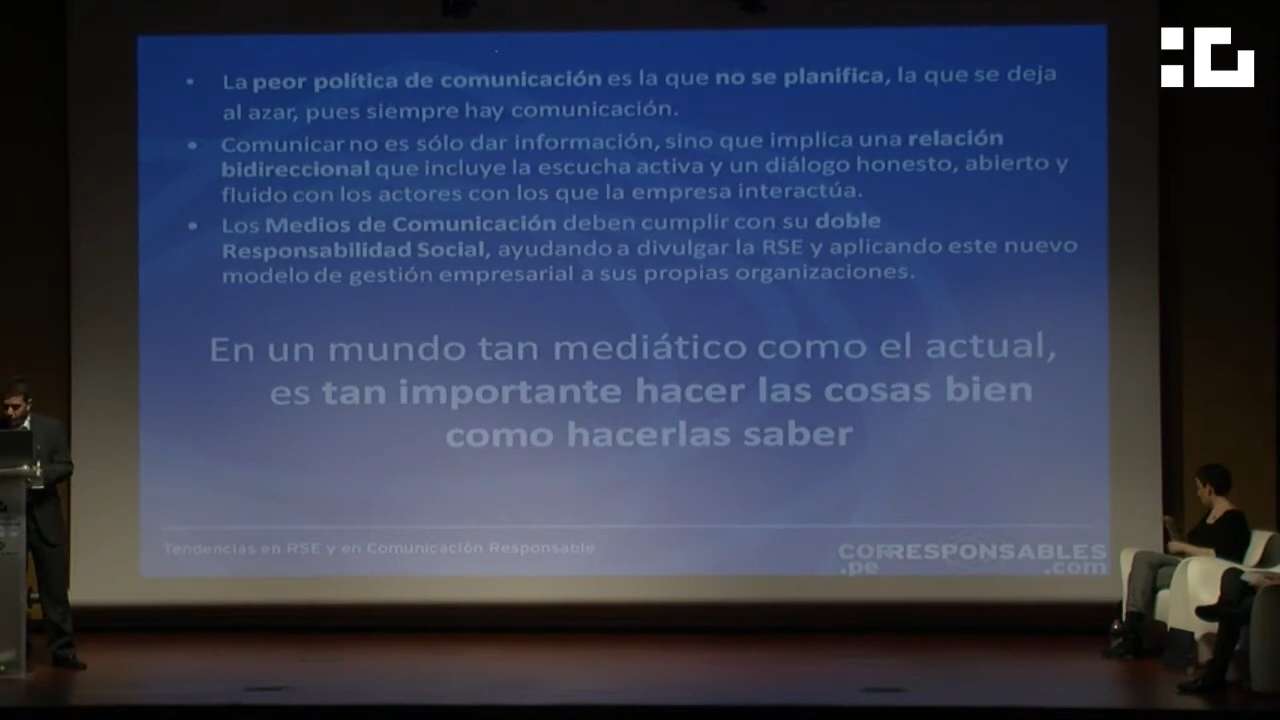 • La peor política de comunicación es la que no se planifica, la que se deja
al azar, pues siempre hay comunicación.
• Comunicar no es sólo dar información, sino que implica una relación
bidireccional que incluye la escucha activa y un diálogo honesto, abierto y
fluido con los actores con los que la empresa interactúa.
• Los Medios de Comunicación deben cumplir con su doble
Responsabilidad Social, ayudando a divulgar la RSE y aplicando este nuevo
modelo de gestión empresarial a sus propias organizaciones.
En un mundo tan mediático como el actual,
es tan importante hacer las cosas bien
como hacerlas saber
Tendencias en RSE y en Comunicación Responsable
CORRESPONSABLES
.pe .com